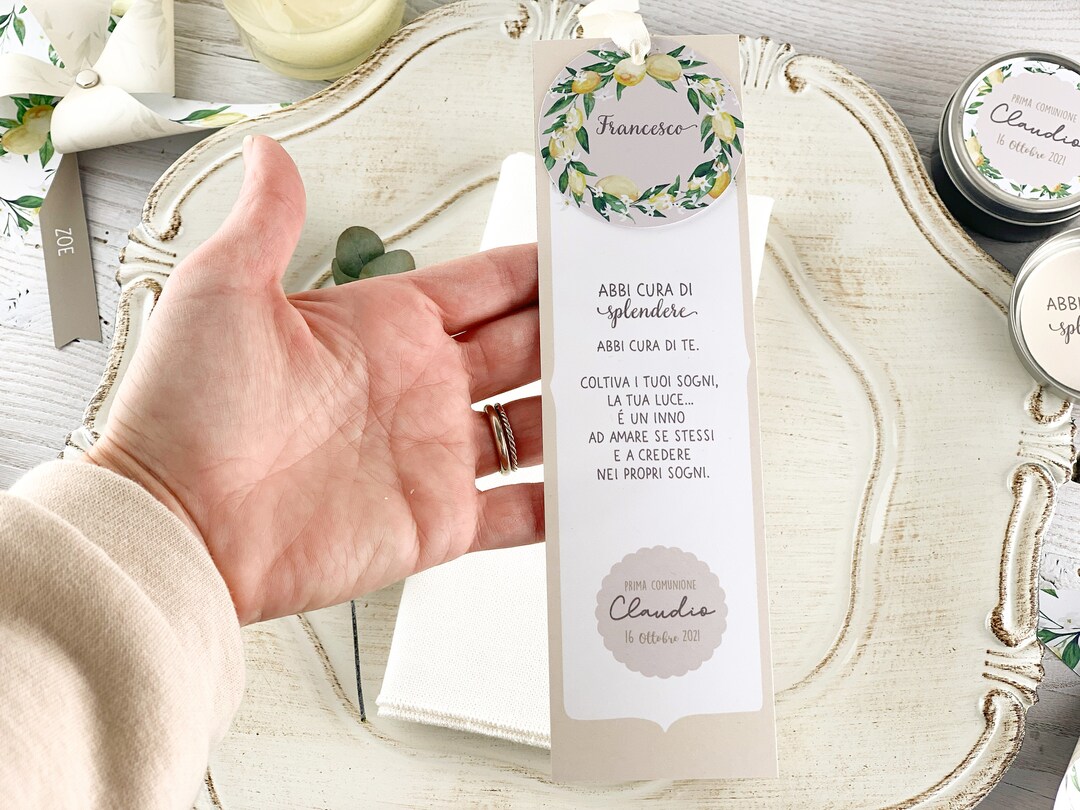 Francesco
ABBI CURA DI
splendere
ABBI CURA DI TE.
COLTIVA I TUOI SOGNI,
LA TUA LUCE...
É UN INNO
AD AMARE SE STESSI
E A CREDERE
NEI PROPRI SOGNI.
PRIMA COMUNIONE
Claudio
16 Ottobre 2021
ZOE
PRIMA COMUNIONE
Claudio
16 Ottobre 2021
ABBI